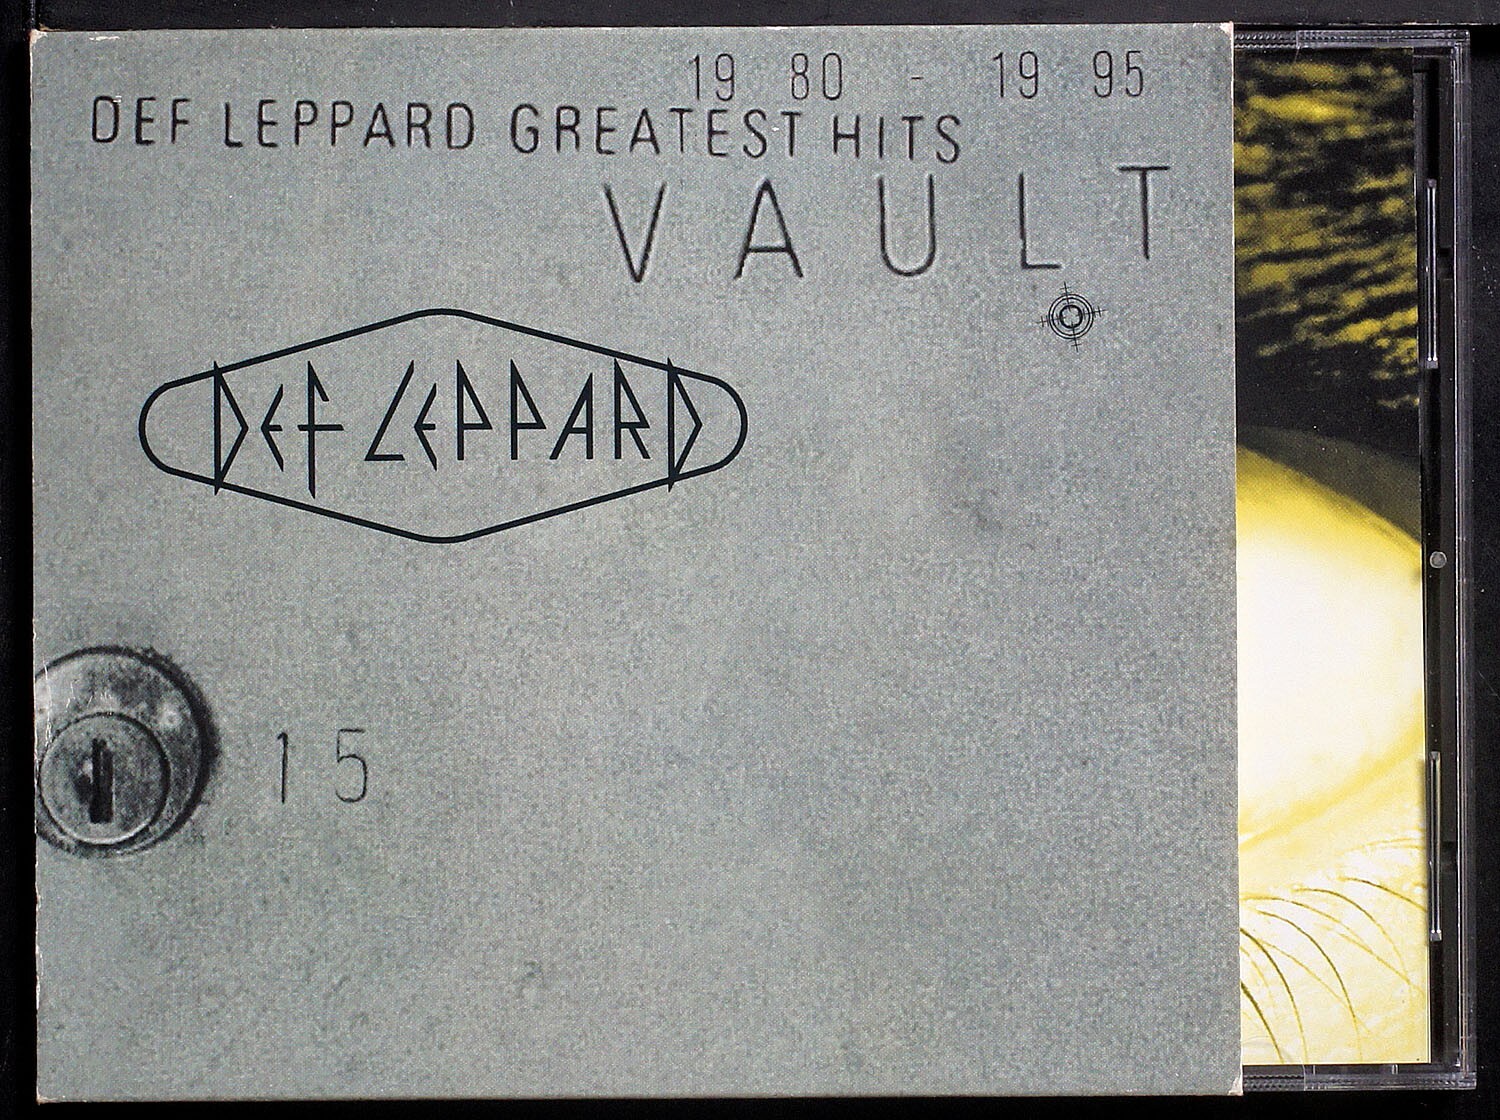 19 80 - 19 95
DEF LEPPARD GREATEST HITS
VAULT
DEF LEPPARD
15